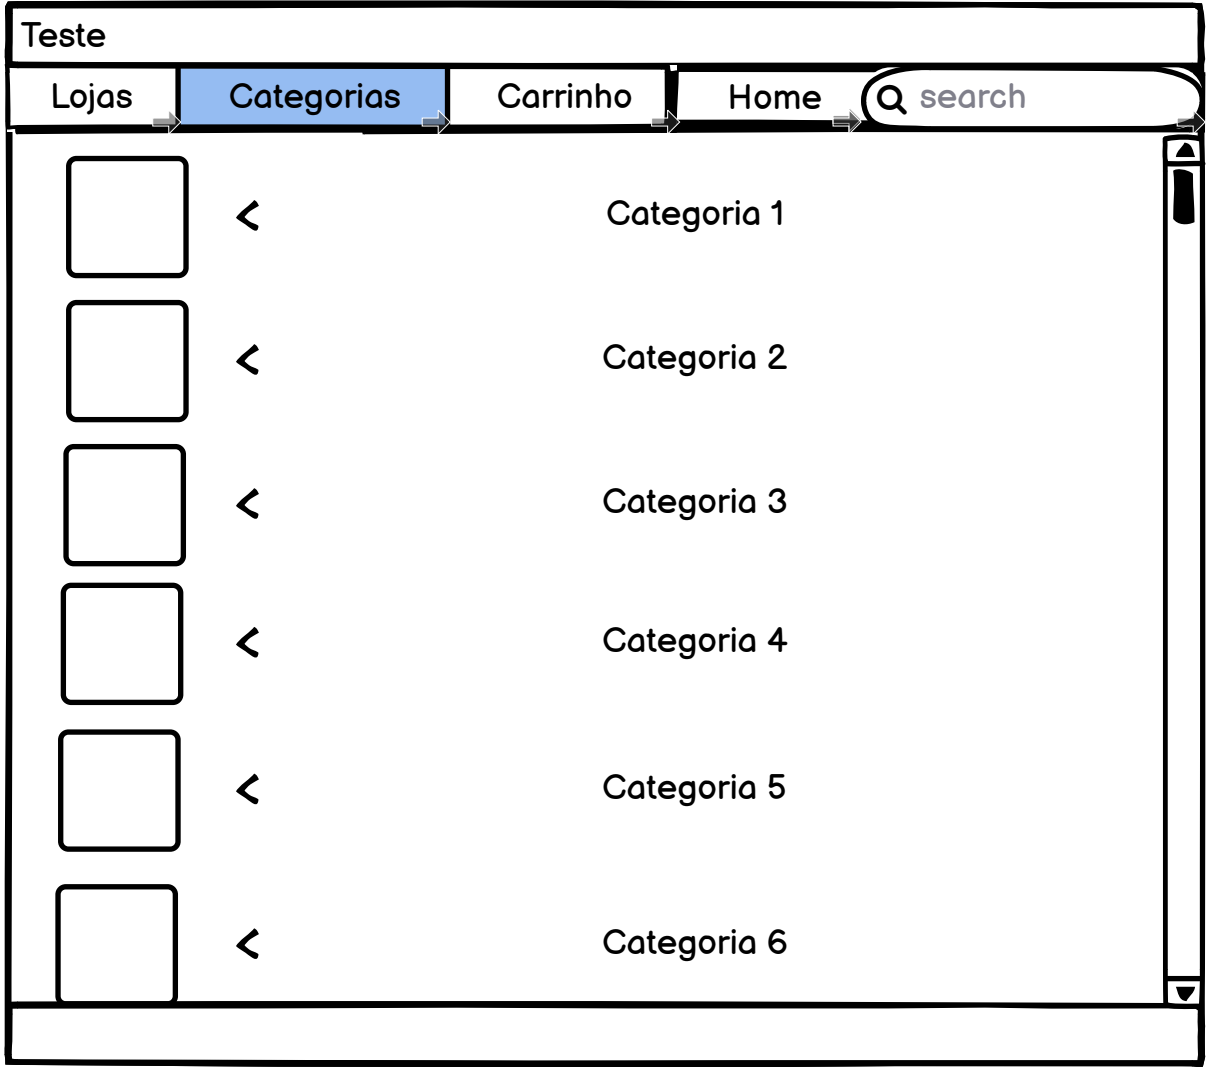 Teste
Lojas Categorias Carrinho Home search
< Categoria 1
< Categoria 2
< Categoria 3
< Categoria 4
< Categoria 5
< Categoria 6